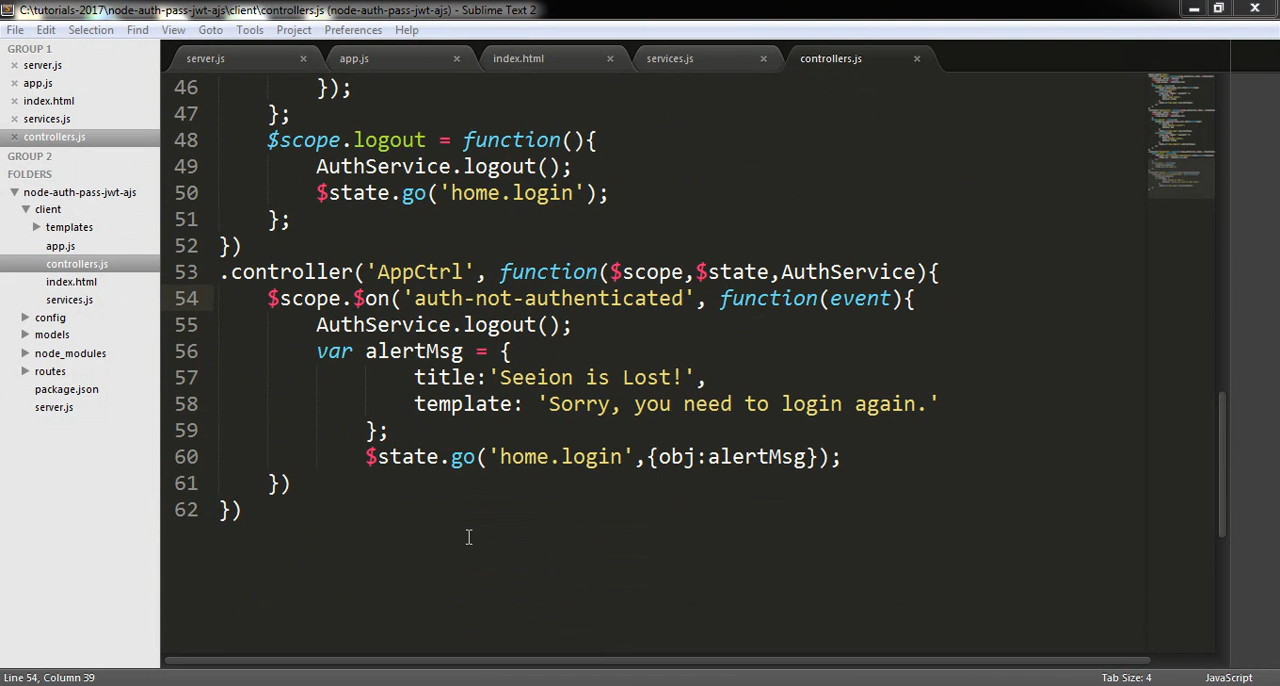 C:\tutorials-2017\node-auth-pass-jwt-ajs\client\controllers.js (node-auth-pass-jwt-ajs) - Sublime Text 2
File Edit Selection Find View Goto Tools Project Preferences Help
GROUP 1
server.js
app.js
index.html
services.js
controllers.js
GROUP 2
FOLDERS
node-auth-pass-jwt-ajs
client
templates
app.js
controllers.js
index.html
services.js
config
models
node_modules
routes
package.json
server.js
server.js app.js index.html services.js controllers.js
46 });
47 };
48 $scope.logout = function(){
49 AuthService.logout();
50 $state.go('home.login');
51 };
52 })
53 .controller('AppCtrl', function($scope,$state,AuthService){
54 $scope.$on('auth-not-authenticated', function(event){
55 AuthService.logout();
56 var alertMsg = {
57 title:'Seeion is Lost!',
58 template: 'Sorry, you need to login again.'
59 };
60 $state.go('home.login',{obj:alertMsg});
61 })
62 })
Line 54, Column 39
Tab Size: 4
JavaScript